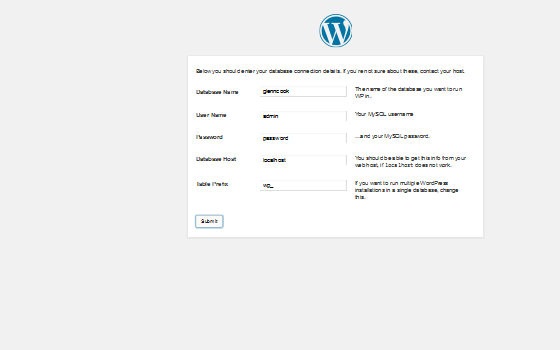 Below you should enter your database connection details. If you're not sure about these, contact your host.
Database Name
glenncook
The name of the database you want to run
WP in.
User Name
admin
Your MySQL username
Password
password
...and your MySQL password.
Database Host
localhost
You should be able to get this info from your
web host, if localhost does not work.
Table Prefix
wp_
If you want to run multiple WordPress
installations in a single database, change
this.
Submit